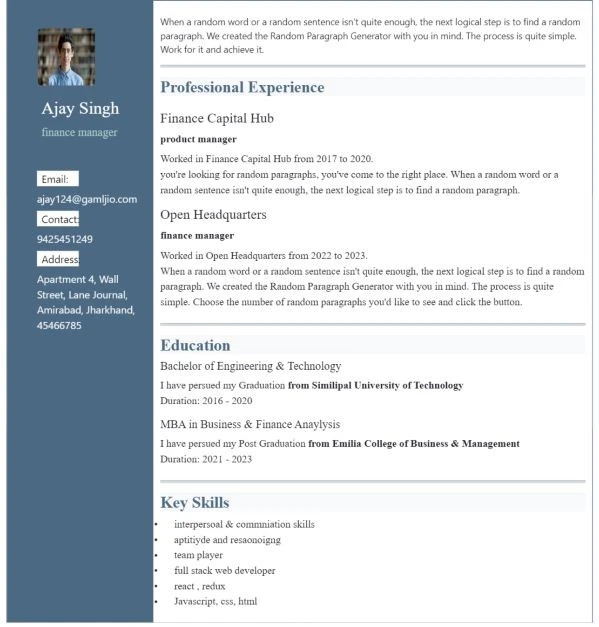 Ajay Singh
finance manager
Email:
ajay124@gamljio.com
Contact:
9425451249
Address:
Apartment 4, Wall
Street, Lane Journal,
Amirabad, Jharkhand,
45466785
When a random word or a random sentence isn't quite enough, the next logical step is to find a random
paragraph. We created the Random Paragraph Generator with you in mind. The process is quite simple.
Work for it and achieve it.
Professional Experience
Finance Capital Hub
product manager
Worked in Finance Capital Hub from 2017 to 2020.
you're looking for random paragraphs, you've come to the right place. When a random word or a
random sentence isn't quite enough, the next logical step is to find a random paragraph.
Open Headquarters
finance manager
Worked in Open Headquarters from 2022 to 2023.
When a random word or a random sentence isn't quite enough, the next logical step is to find a random
paragraph. We created the Random Paragraph Generator with you in mind. The process is quite
simple. Choose the number of random paragraphs you'd like to see and click the button.
Education
Bachelor of Engineering & Technology
I have persued my Graduation from Similipal University of Technology
Duration: 2016 - 2020
MBA in Business & Finance Anaylysis
I have persued my Post Graduation from Emilia College of Business & Management
Duration: 2021 - 2023
Key Skills
• interpersoal & commniation skills
• aptitiyde and resaonoigng
• team player
• full stack web developer
• react , redux
• Javascript, css, html